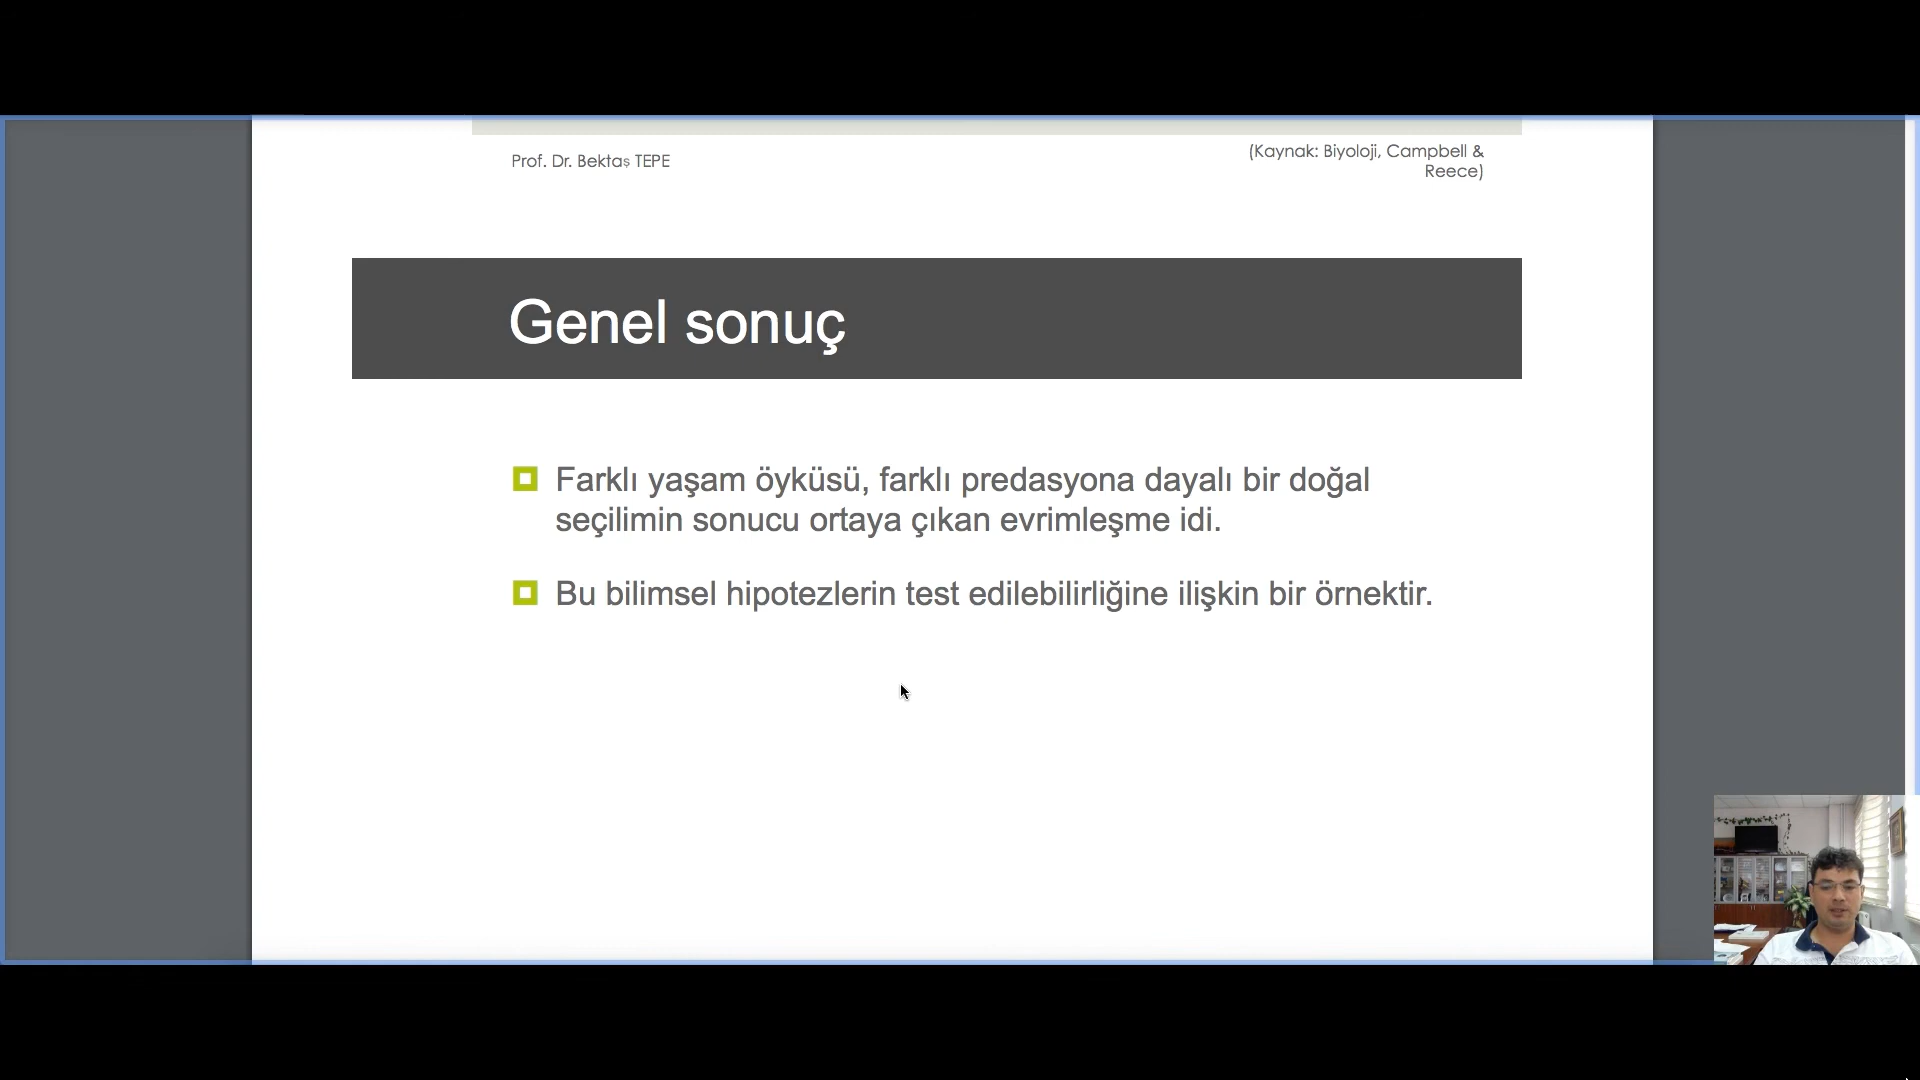 Prof. Dr. Bektaş TEPE
(Kaynak: Biyoloji, Campbell &
Reece)
Genel sonuç
Farklı yaşam öyküsü, farklı predasyona dayalı bir doğal
seçilimin sonucu ortaya çıkan evrimleşme idi.
Bu bilimsel hipotezlerin test edilebilirliğine ilişkin bir örnektir.